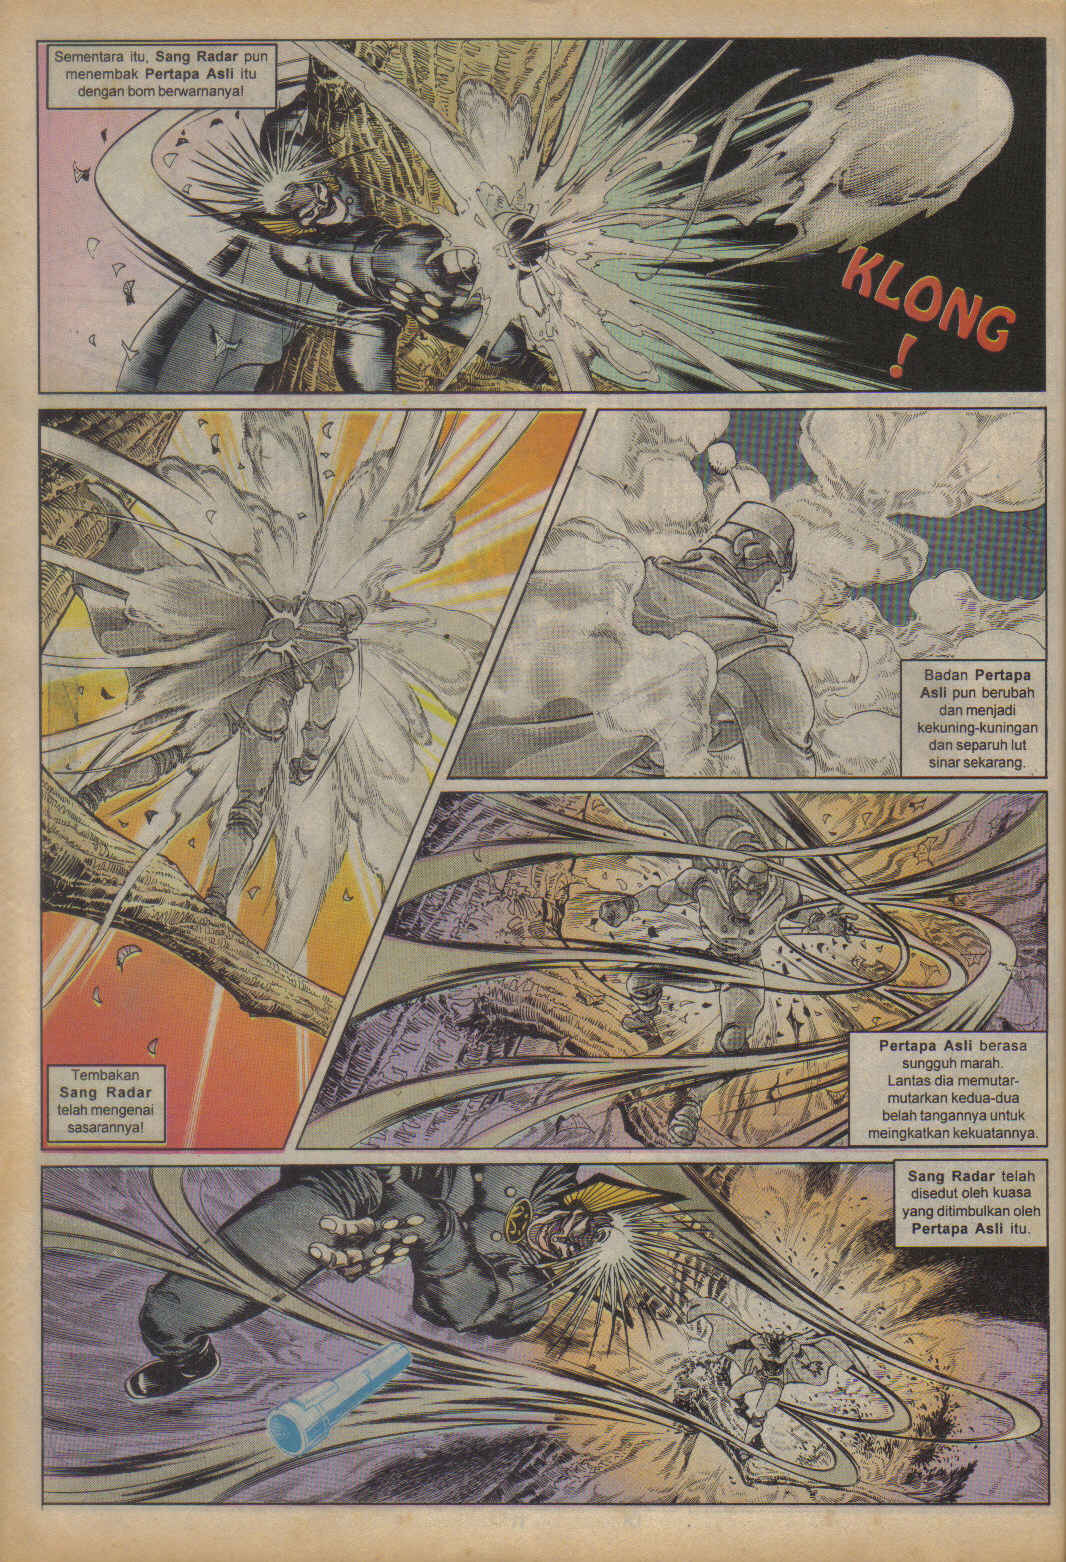 Sementara itu, Sang Radar pun
menembak Pertapa Asli itu
dengan bom berwarnanya!
KLONG
!
Badan Pertapa
Asli pun berubah
dan menjadi
kekuning-kuningan
dan separuh lut
sinar sekarang.
Tembakan
Sang Radar
telah mengenai
sasarannya!
Pertapa Asli berasa
sungguh marah.
Lantas dia memutar-
mutarkan kedua-dua
belah tangannya untuk
meingkatkan kekuatannya.
Sang Radar telah
disedut oleh kuasa
yang ditimbulkan oleh
Pertapa Asli itu.